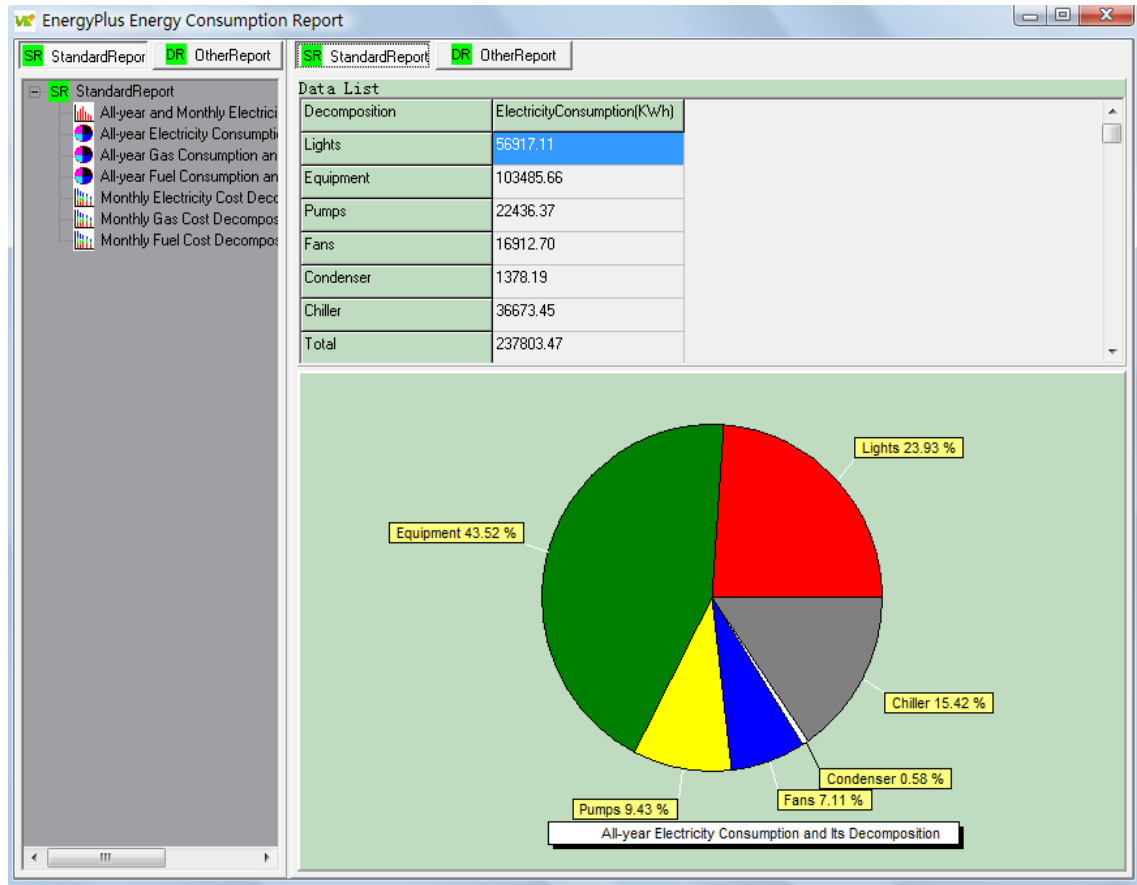 EnergyPlus Energy Consumption Report
SR StandardRepor DR OtherReport
SR StandardReport
All-year and Monthly Electrici
All-year Electricity Consumpti
All-year Gas Consumption an
All-year Fuel Consumption an
Monthly Electricity Cost Decc
Monthly Gas Cost Decompos
Monthly Fuel Cost Decompos
SR StandardReport DR OtherReport
Data List
Decomposition ElectricityConsumption(KWh)
Lights 56917.11
Equipment 103485.66
Pumps 22436.37
Fans 16912.70
Condenser 1378.19
Chiller 36673.45
Total 237803.47
Lights 23.93 %
Equipment 43.52 %
Chiller 15.42 %
Condenser 0.58 %
Fans 7.11 %
Pumps 9.43 %
All-year Electricity Consumption and Its Decomposition